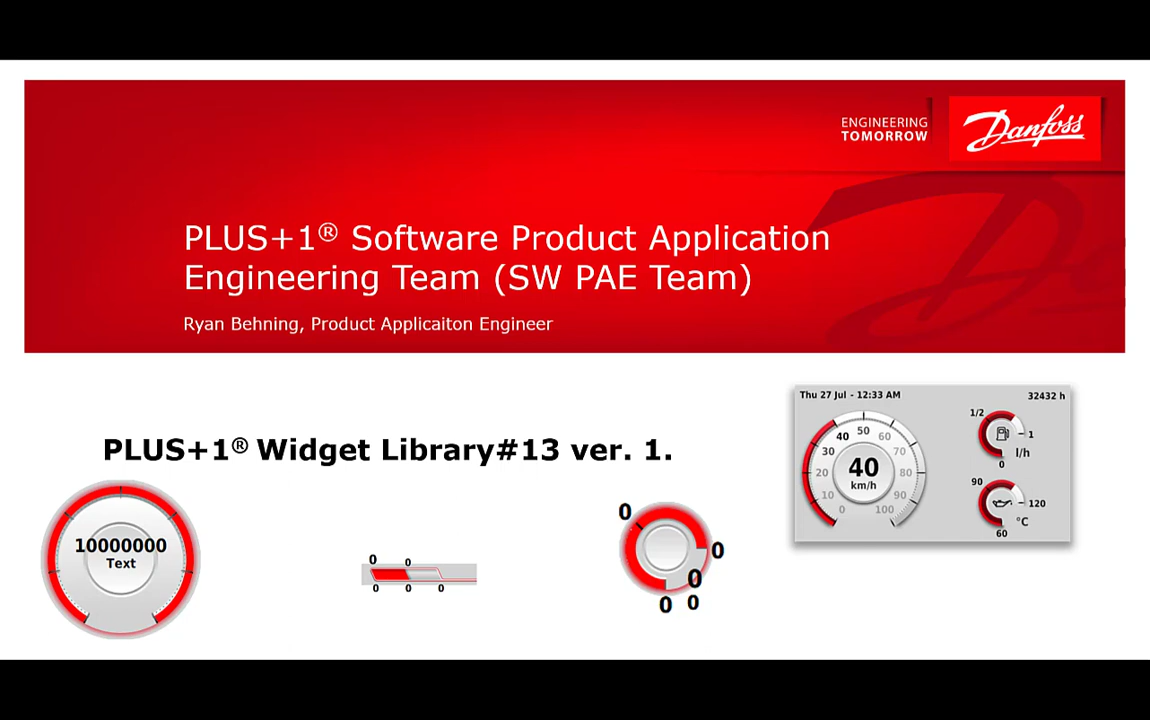 ENGINEERING
TOMORROW
Danfoss
PLUS+1® Software Product Application
Engineering Team (SW PAE Team)
Ryan Behning, Product Applicaiton Engineer
PLUS+1® Widget Library#13 ver. 1.
10000000
Text
0 0
0 0 0
0
0
0
0 0
Thu 27 Jul - 12:33 AM 32432 h
0 10 20 30 40 50 60 70 80 90 100
40
km/h
1/2
1
l/h
0
90
120
°C
60